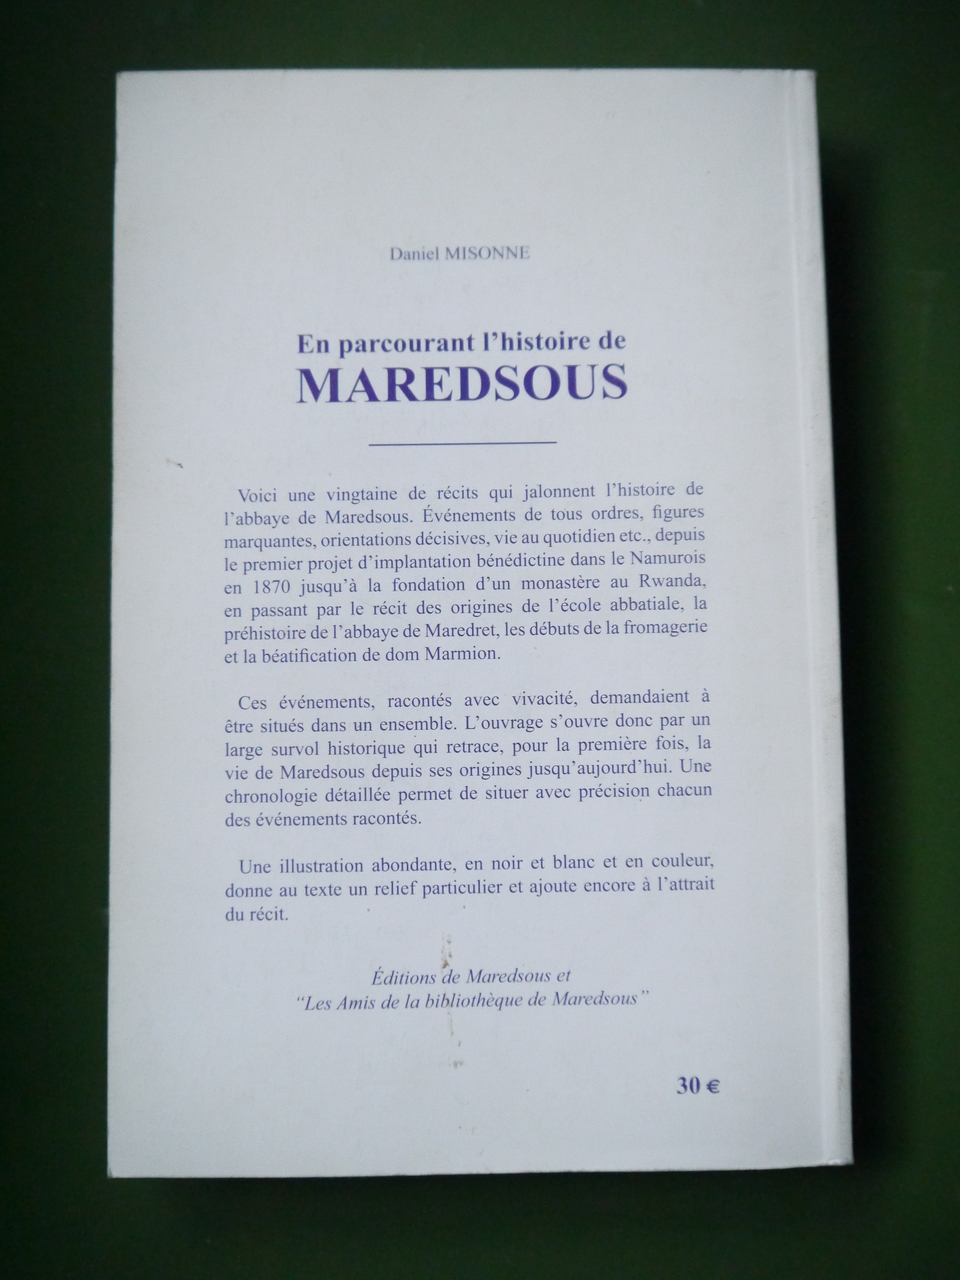 Daniel MISONNE
En parcourant l'histoire de
MAREDSOUS
Voici une vingtaine de récits qui jalonnent l'histoire de
l'abbaye de Maredsous. Événements de tous ordres, figures
marquantes, orientations décisives, vie au quotidien etc., depuis
le premier projet d'implantation bénédictine dans le Namurois
en 1870 jusqu'à la fondation d'un monastère au Rwanda,
en passant par le récit des origines de l'école abbatiale, la
préhistoire de l'abbaye de Maredret, les débuts de la fromagerie
et la béatification de dom Marmion.
Ces événements, racontés avec vivacité, demandaient à
être situés dans un ensemble. L'ouvrage s'ouvre donc par un
large survol historique qui retrace, pour la première fois, la
vie de Maredsous depuis ses origines jusqu'aujourd'hui. Une
chronologie détaillée permet de situer avec précision chacun
des événements racontés.
Une illustration abondante, en noir et blanc et en couleur,
donne au texte un relief particulier et ajoute encore à l'attrait
du récit.
Éditions de Maredsous et
"Les Amis de la bibliothèque de Maredsous"
30 €